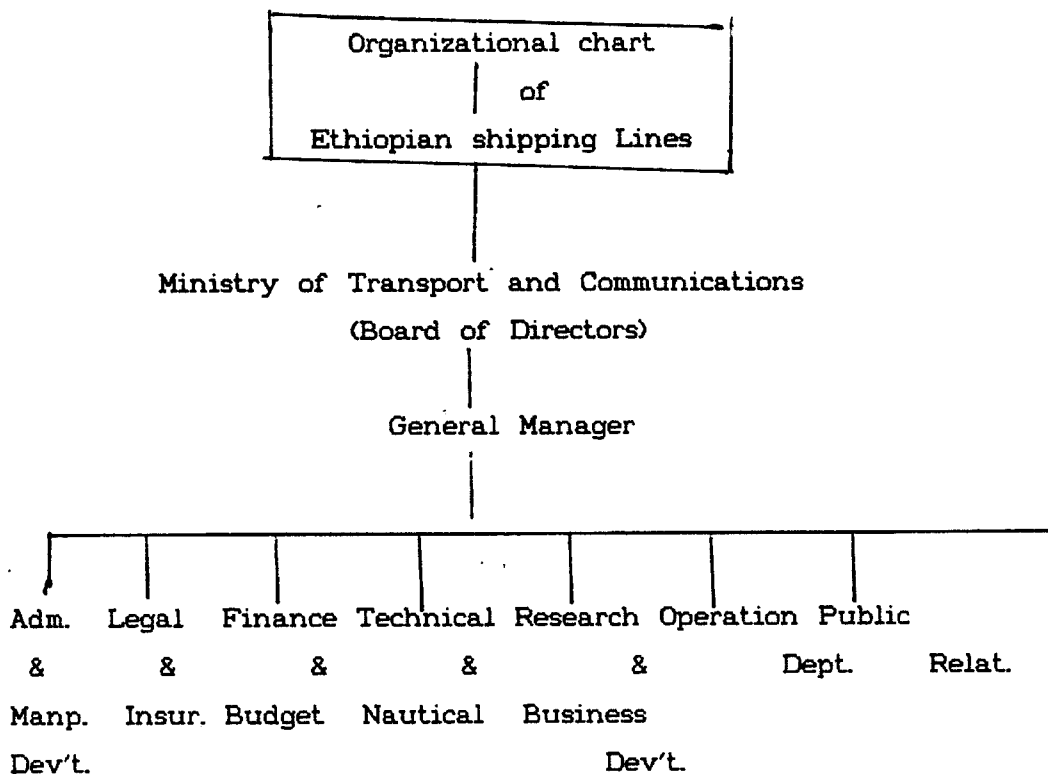 Organizational chart
of
Ethiopian shipping Lines
Ministry of Transport and Communications
(Board of Directors)
General Manager
Adm. Legal Finance Technical Research Operation Public
& & & & & Dept. Relat.
Manp. Insur. Budget Nautical Business
Dev't. Dev't.